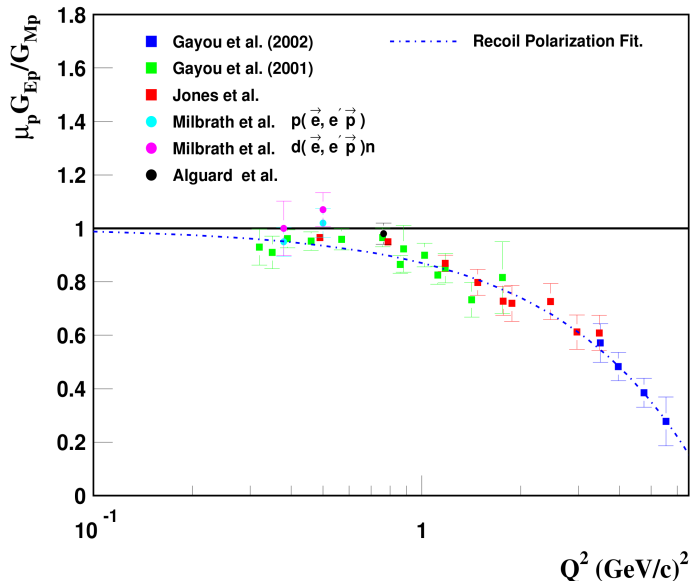 μpGEp/GMp
1.8
1.6
1.4
1.2
1
0.8
0.6
0.4
0.2
0
Gayou et al. (2002)
Gayou et al. (2001)
Jones et al.
Milbrath et al. p(e⃗, e′p⃗)
Milbrath et al. d(e⃗, e′p⃗)n
Alguard et al.
Recoil Polarization Fit.
10⁻¹
1
Q² (GeV/c)²